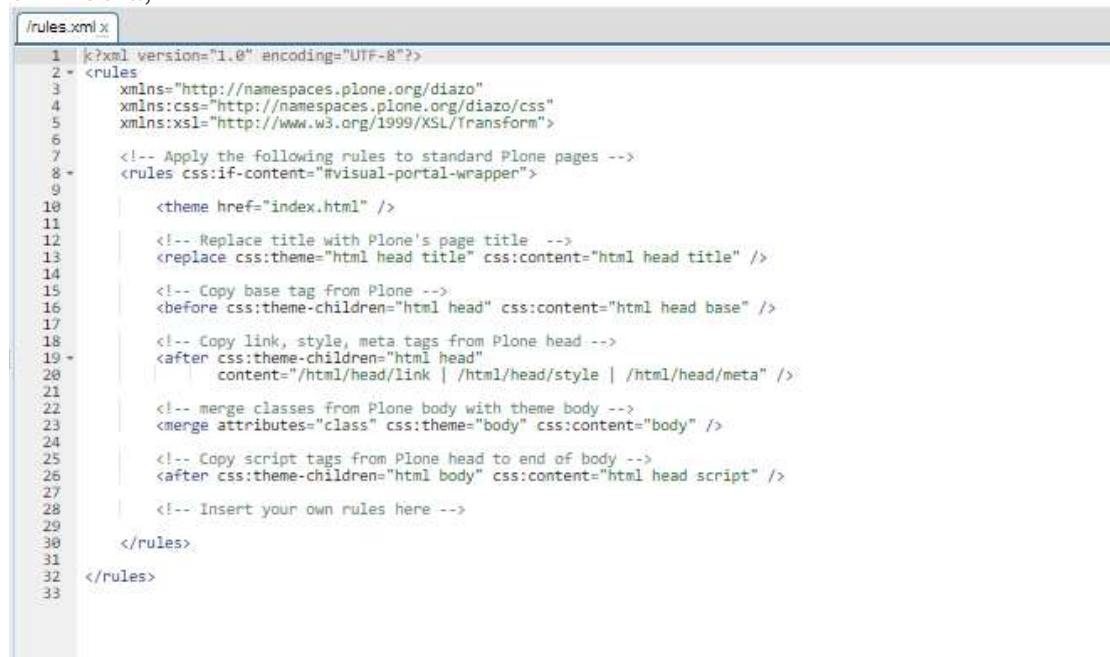 /rules.xml x
1 <?xml version="1.0" encoding="UTF-8"?>
2 <rules
3 xmlns="http://namespaces.plone.org/diazo"
4 xmlns:css="http://namespaces.plone.org/diazo/css"
5 xmlns:xsl="http://www.w3.org/1999/XSL/Transform">
6
7 <!-- Apply the following rules to standard Plone pages -->
8 <rules css:if-content="#visual-portal-wrapper">
9
10 <theme href="index.html" />
11
12 <!-- Replace title with Plone's page title -->
13 <replace css:theme="html head title" css:content="html head title" />
14
15 <!-- Copy base tag from Plone -->
16 <before css:theme-children="html head" css:content="html head base" />
17
18 <!-- Copy link, style, meta tags from Plone head -->
19 <after css:theme-children="html head"
20 content="/html/head/link | /html/head/style | /html/head/meta" />
21
22 <!-- merge classes from Plone body with theme body -->
23 <merge attributes="class" css:theme="body" css:content="body" />
24
25 <!-- Copy script tags from Plone head to end of body -->
26 <after css:theme-children="html body" css:content="html head script" />
27
28 <!-- Insert your own rules here -->
29
30 </rules>
31
32 </rules>
33